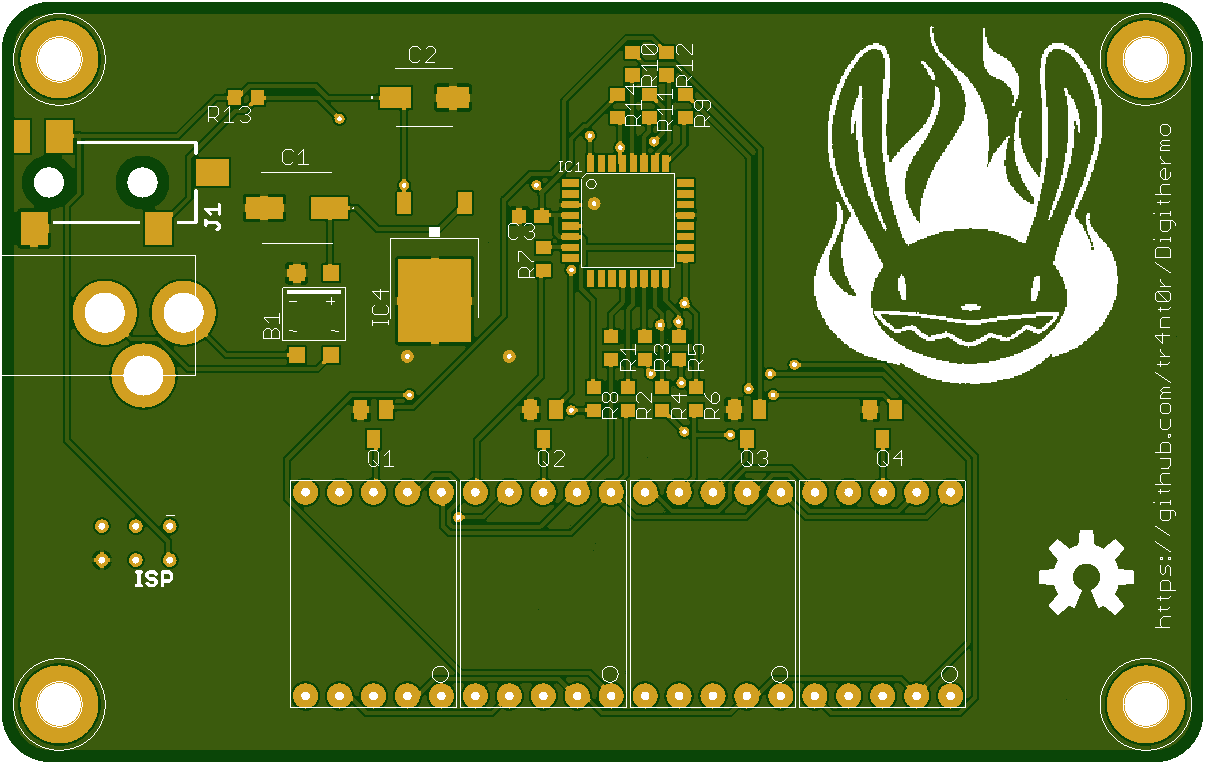 C2
R10
R12
R13
R14
R11
R9
C1
IC1
J1
C3
R7
IC4
B1
- +
~ ~
R1
R3
R5
R8
R2
R4
R6
Q1
Q2
Q3
Q4
ISP
https://github.com/tr4nt0r/Digithermo